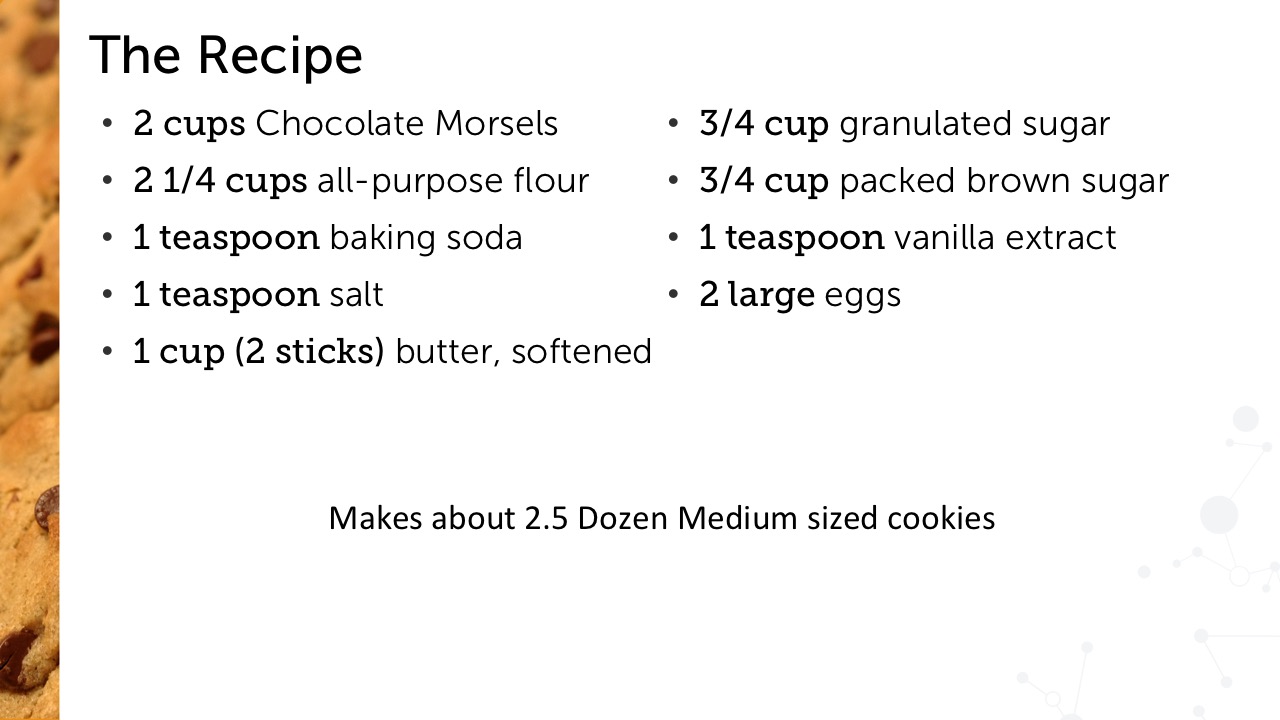 The Recipe
• 2 cups Chocolate Morsels
• 2 1/4 cups all-purpose flour
• 1 teaspoon baking soda
• 1 teaspoon salt
• 1 cup (2 sticks) butter, softened
• 3/4 cup granulated sugar
• 3/4 cup packed brown sugar
• 1 teaspoon vanilla extract
• 2 large eggs
Makes about 2.5 Dozen Medium sized cookies